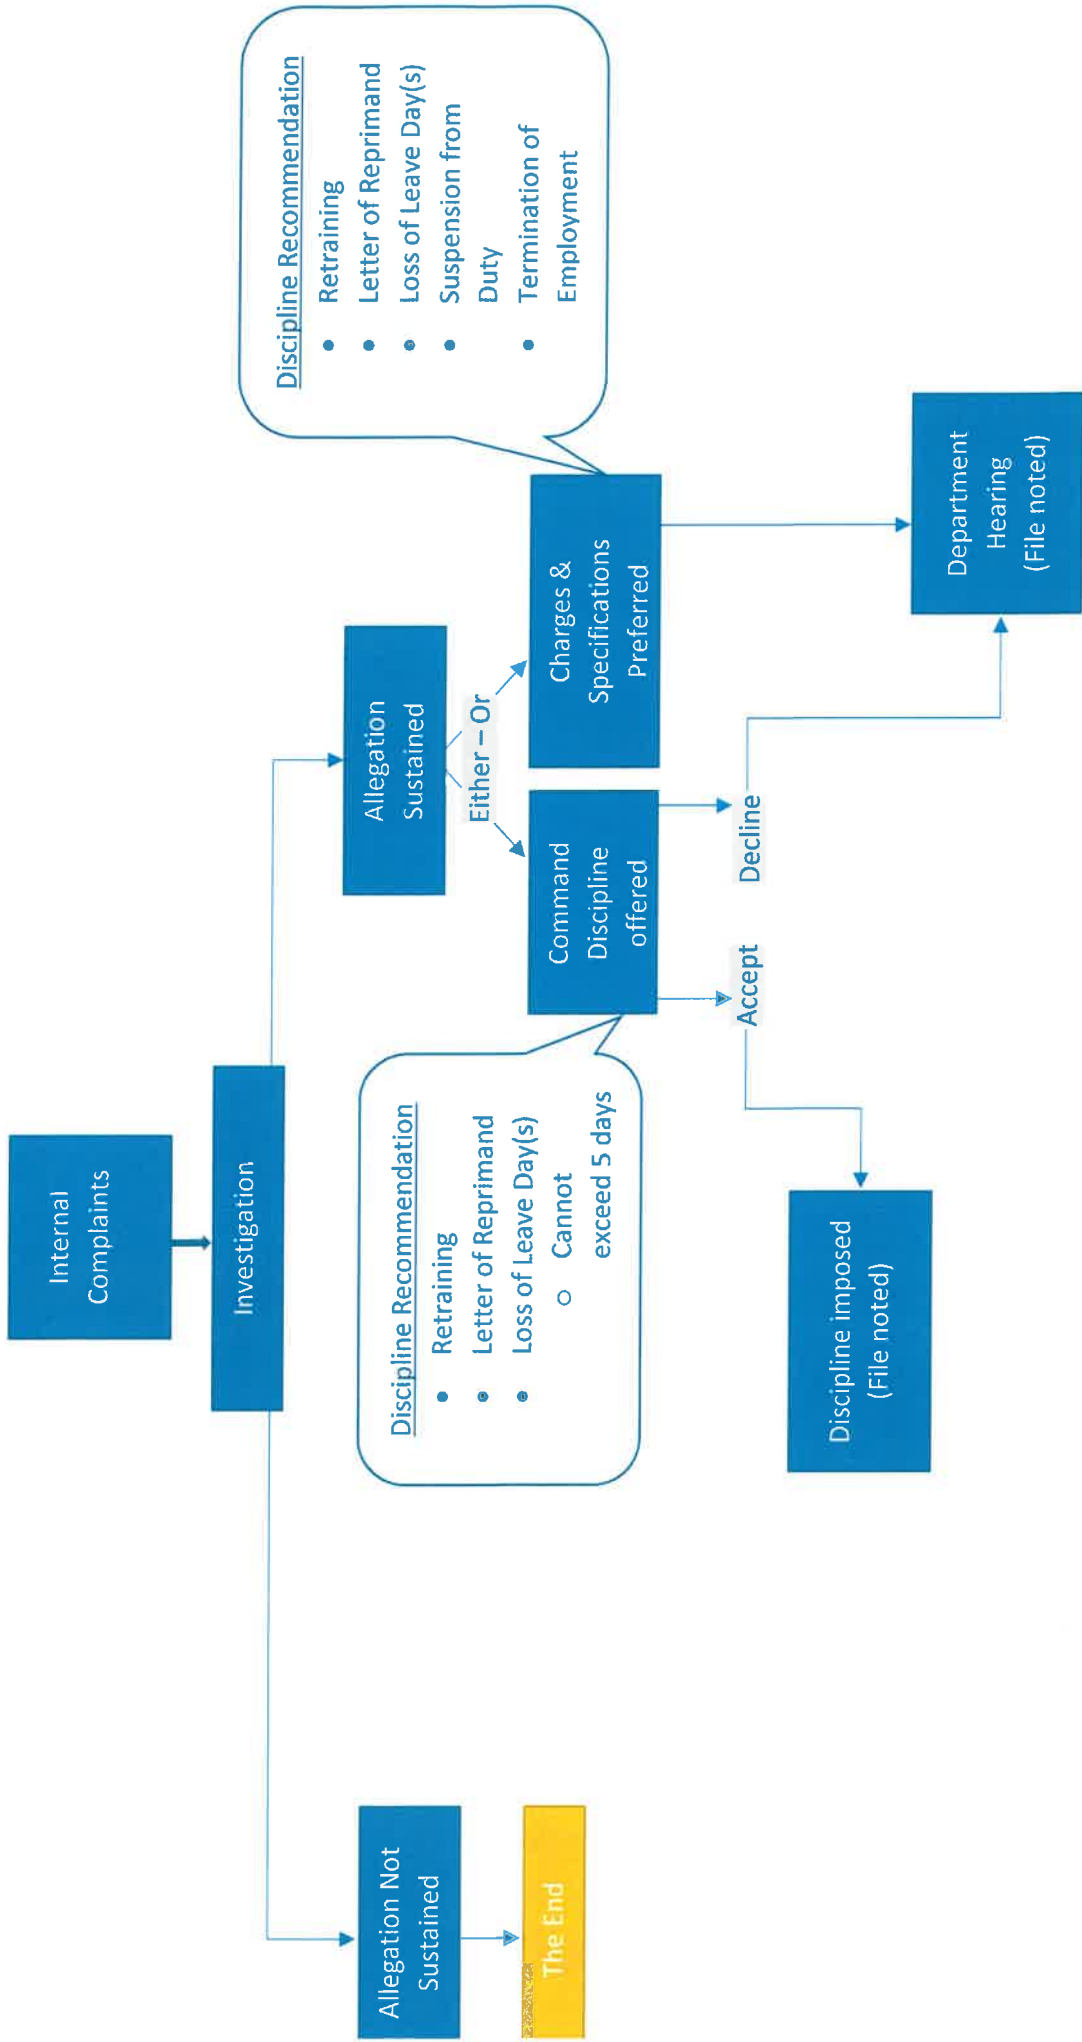 Internal
Complaints
Investigation
Allegation Not
Sustained
The End
Allegation
Sustained
Either – Or
Discipline Recommendation
• Retraining
• Letter of Reprimand
• Loss of Leave Day(s)
○ Cannot
exceed 5 days
Command
Discipline
offered
Charges &
Specifications
Preferred
Discipline Recommendation
• Retraining
• Letter of Reprimand
• Loss of Leave Day(s)
• Suspension from
Duty
• Termination of
Employment
Accept
Decline
Discipline imposed
(File noted)
Department
Hearing
(File noted)